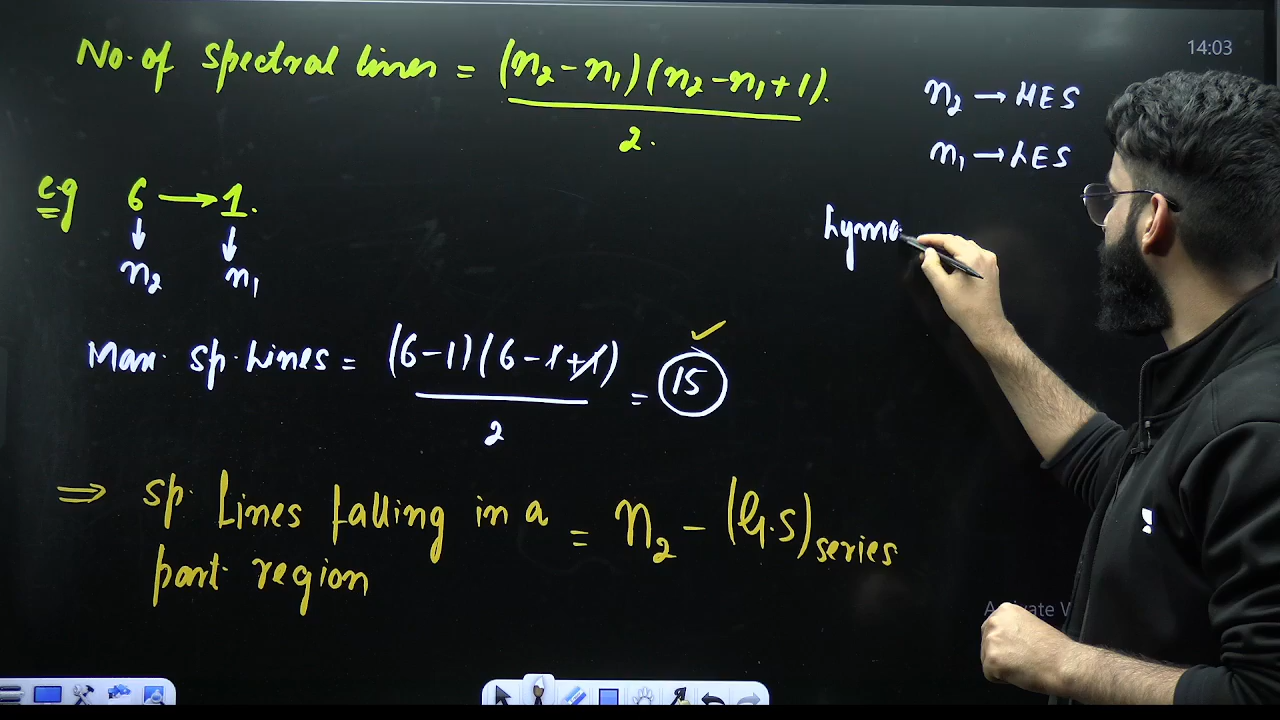 14:03
No. of spectral lines = (n₂ - n₁)(n₂ - n₁ + 1).
2.
n₂ → HES
n₁ → LES
eg 6 → 1.
n₂ n₁
Lyma
Max. sp. Lines = (6 - 1)(6 - 1 + 1) = 15
2
⇒ sp. Lines falling in a = n₂ - (G.S)series
part. region
Activate W